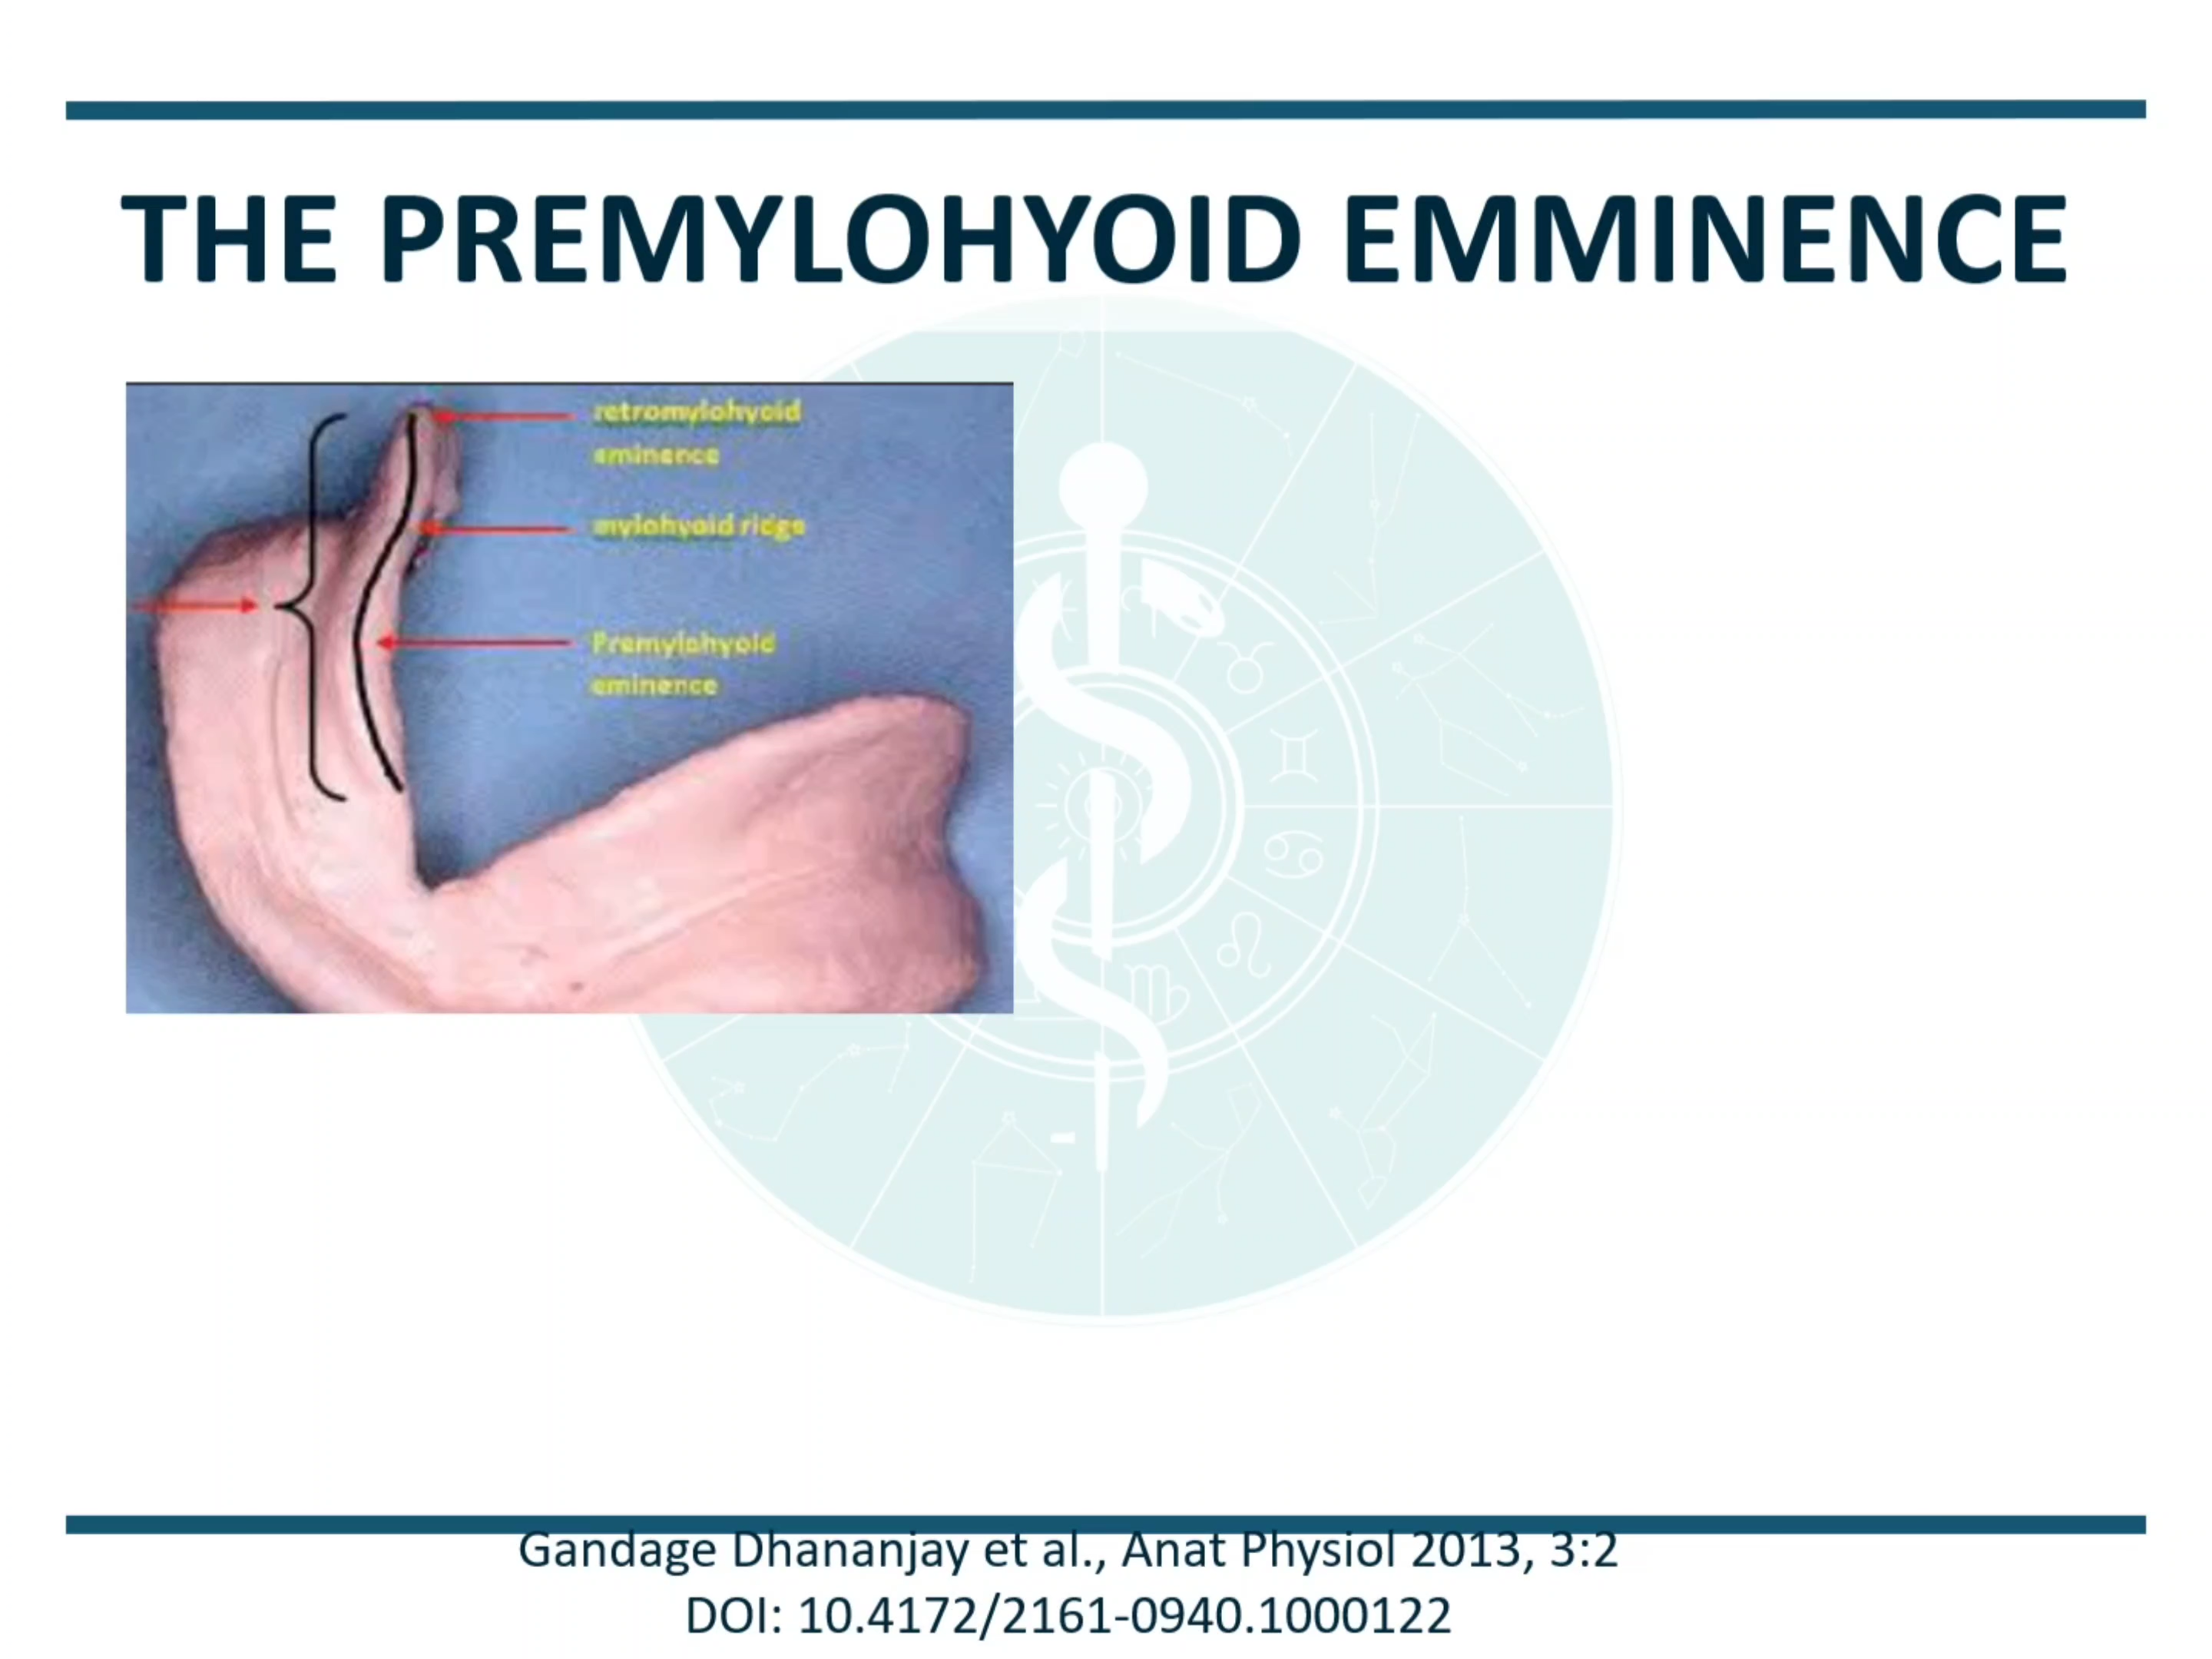 THE PREMYLOHYOID EMMINENCE
retromylohyoid
eminence
mylohyoid ridge
Premylohyoid
eminence
Gandage Dhananjay et al., Anat Physiol 2013, 3:2
DOI: 10.4172/2161-0940.1000122